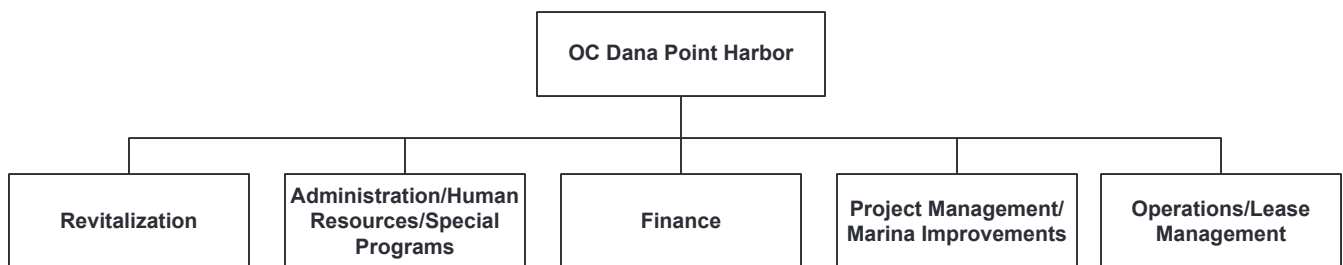 OC Dana Point Harbor
Revitalization
Administration/Human
Resources/Special
Programs
Finance
Project Management/
Marina Improvements
Operations/Lease
Management